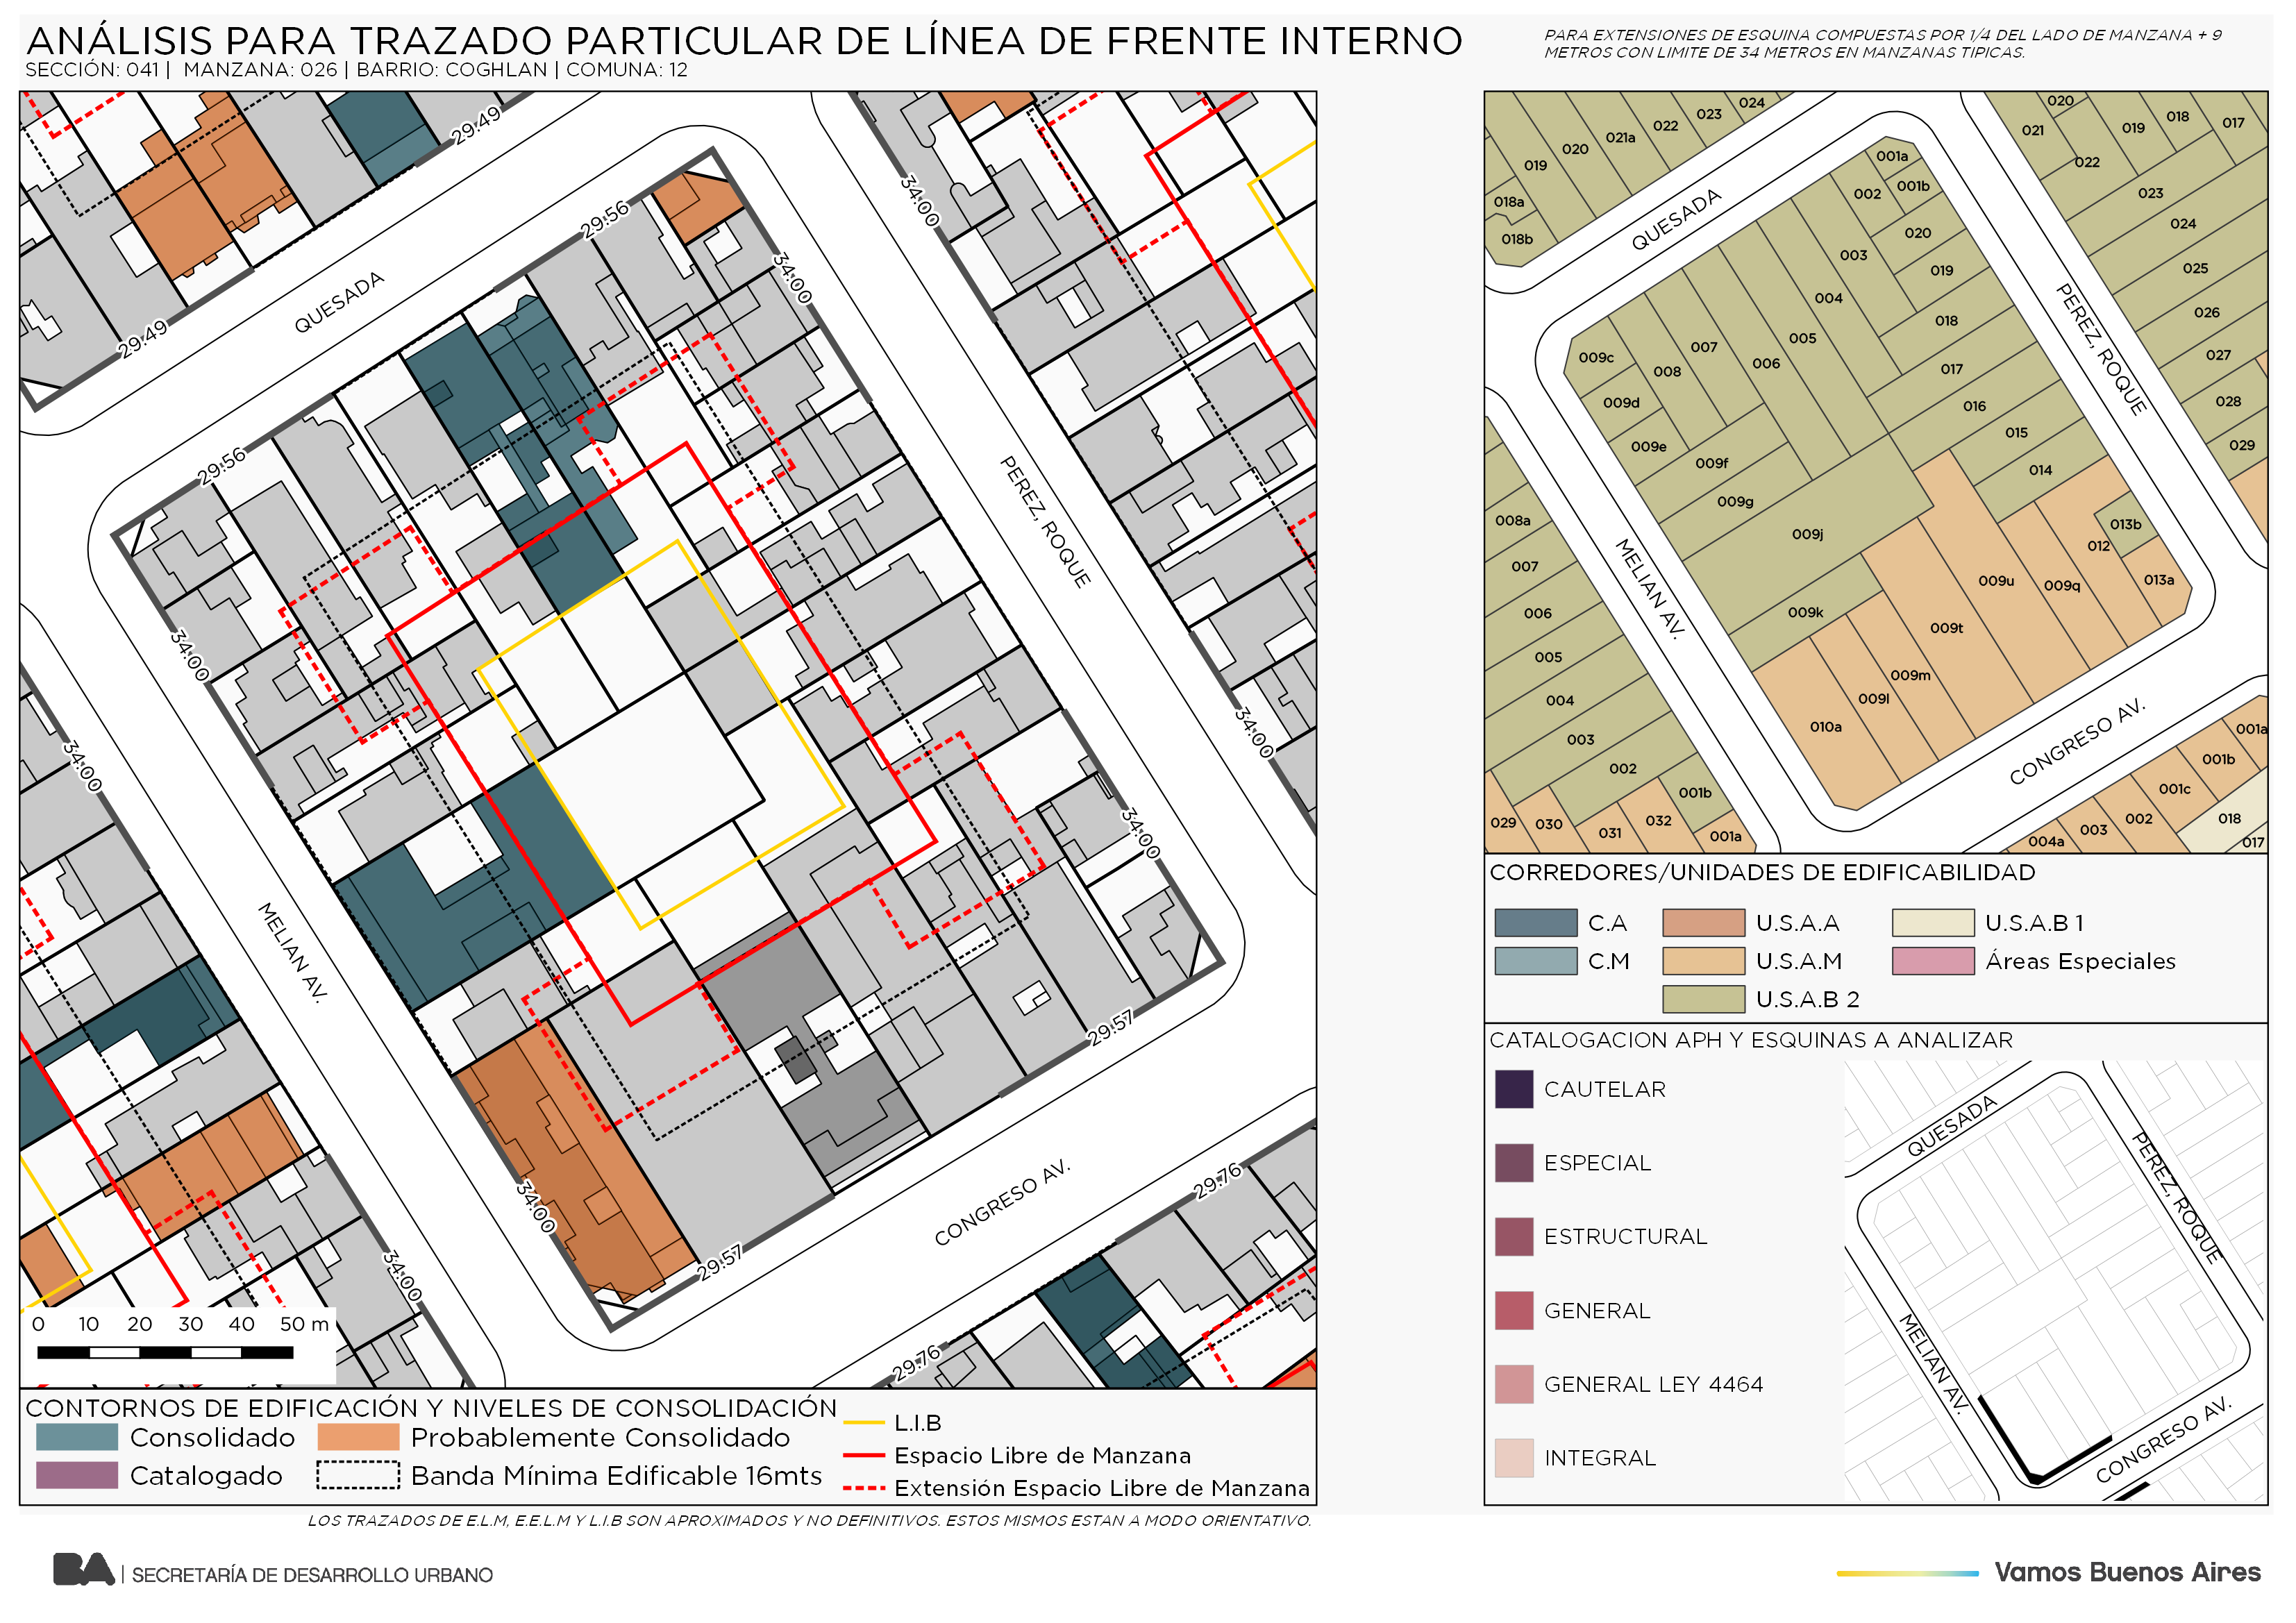 ANÁLISIS PARA TRAZADO PARTICULAR DE LÍNEA DE FRENTE INTERNO
SECCIÓN: 041 | MANZANA: 026 | BARRIO: COGHLAN | COMUNA: 12
PARA EXTENSIONES DE ESQUINA COMPUESTAS POR 1/4 DEL LADO DE MANZANA + 9
METROS CON LIMITE DE 34 METROS EN MANZANAS TIPICAS.
29.49
29.49
QUESADA
29.56
29.56
34.00
34.00
34.00
34.00
34.00
34.00
34.00
34.00
PEREZ, ROQUE
MELIAN AV.
CONGRESO AV.
29.57
29.57
29.76
29.76
0 10 20 30 40 50 m
CONTORNOS DE EDIFICACIÓN Y NIVELES DE CONSOLIDACIÓN
Consolidado
Probablemente Consolidado
Catalogado
Banda Mínima Edificable 16mts
L.I.B
Espacio Libre de Manzana
Extensión Espacio Libre de Manzana
LOS TRAZADOS DE E.L.M, E.E.L.M Y L.I.B SON APROXIMADOS Y NO DEFINITIVOS. ESTOS MISMOS ESTAN A MODO ORIENTATIVO.
018b
018a
019
020
021a
022
023
024
020
021
022
019
018
017
023
024
025
026
027
028
029
QUESADA
PEREZ, ROQUE
MELIAN AV.
CONGRESO AV.
001a
001b
002
020
003
019
004
018
005
017
006
016
007
015
008
014
009c
009d
009e
009f
009g
009j
009k
013b
012
013a
009q
009u
009t
009m
009l
010a
008a
007
006
005
004
003
002
001b
001a
032
031
030
029
001a
001b
001c
002
003
004a
018
017
CORREDORES/UNIDADES DE EDIFICABILIDAD
C.A
U.S.A.A
U.S.A.B 1
C.M
U.S.A.M
Áreas Especiales
U.S.A.B 2
CATALOGACION APH Y ESQUINAS A ANALIZAR
CAUTELAR
ESPECIAL
ESTRUCTURAL
GENERAL
GENERAL LEY 4464
INTEGRAL
QUESADA
PEREZ, ROQUE
MELIAN AV.
CONGRESO AV.
BA | SECRETARÍA DE DESARROLLO URBANO
Vamos Buenos Aires